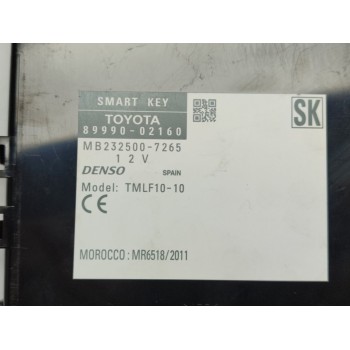 SMART KEY
TOYOTA
89990-02160
SK
MB232500-7265
12V
DENSO SPAIN
Model: TMLF10-10
CE
MOROCCO: MR6518/2011